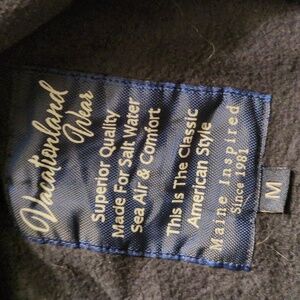 Vacationland
Wear
Superior Quality
Made For Salt Water
Sea Air & Comfort
This Is The Classic
American Style
Maine Inspired
Since 1981
M